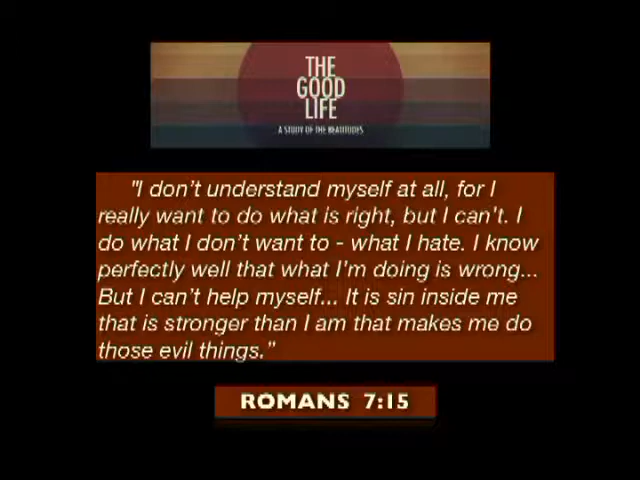 THE
GOOD
LIFE
A STUDY OF THE BEATITUDES
"I don't understand myself at all, for I
really want to do what is right, but I can't. I
do what I don't want to - what I hate. I know
perfectly well that what I'm doing is wrong...
But I can't help myself... It is sin inside me
that is stronger than I am that makes me do
those evil things."
ROMANS 7:15